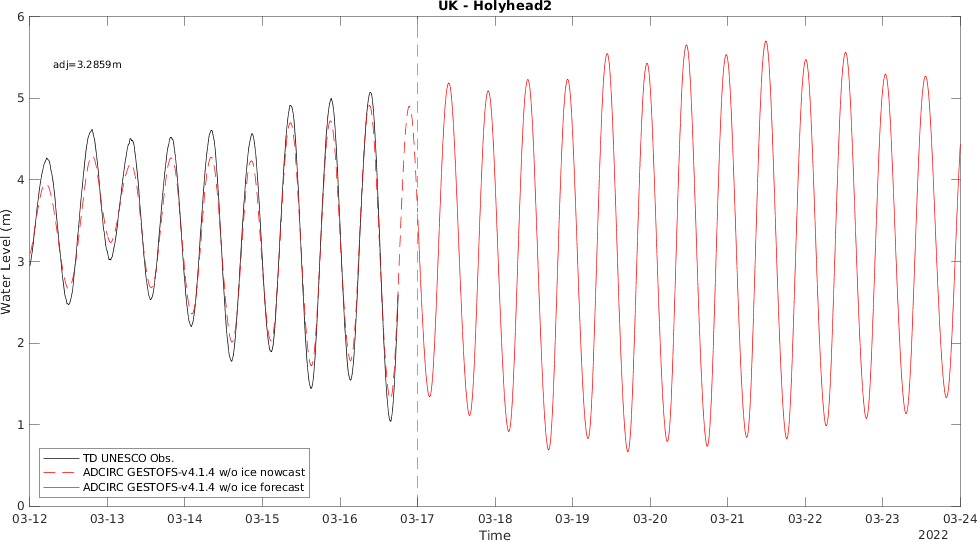 UK - Holyhead2
adj=3.2859m
Water Level (m)
6
5
4
3
2
1
0
TD UNESCO Obs.
ADCIRC GESTOFS-v4.1.4 w/o ice nowcast
ADCIRC GESTOFS-v4.1.4 w/o ice forecast
03-12 03-13 03-14 03-15 03-16 03-17 03-18 03-19 03-20 03-21 03-22 03-23 03-24
Time
2022